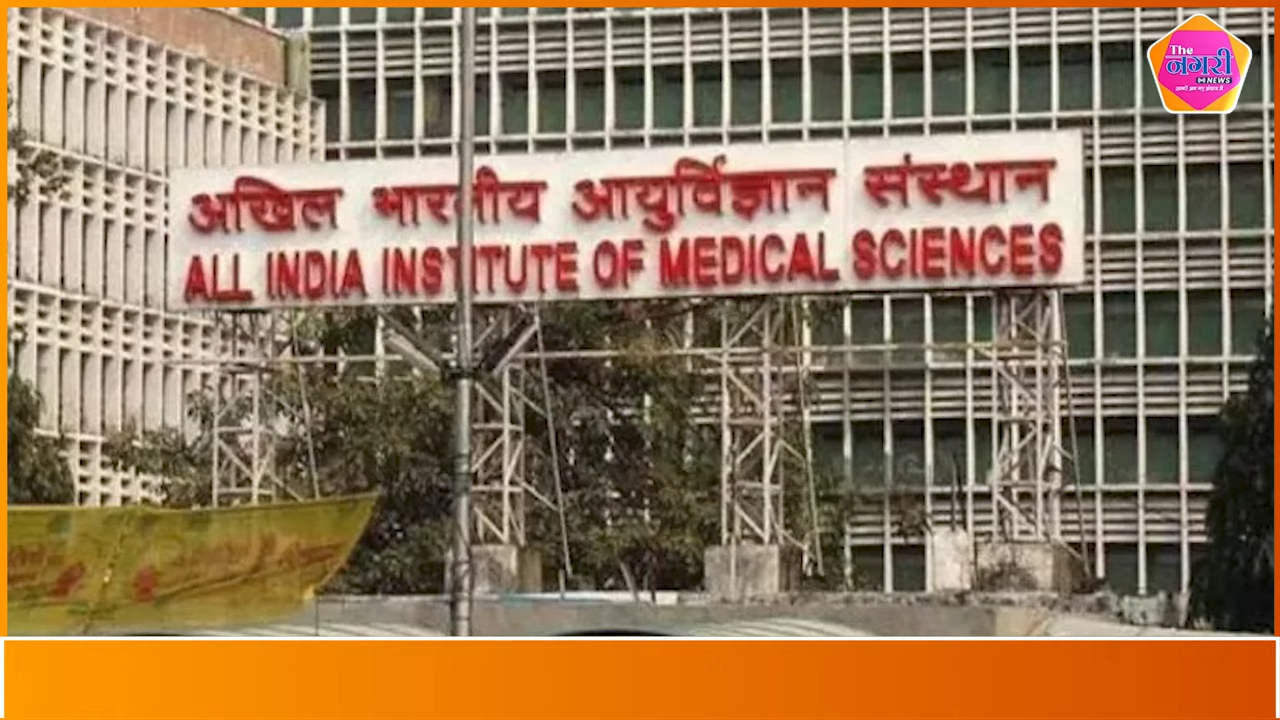 The
नगरी
NEWS
अखिल भारतीय आयुर्विज्ञान संस्थान
ALL INDIA INSTITUTE OF MEDICAL SCIENCES